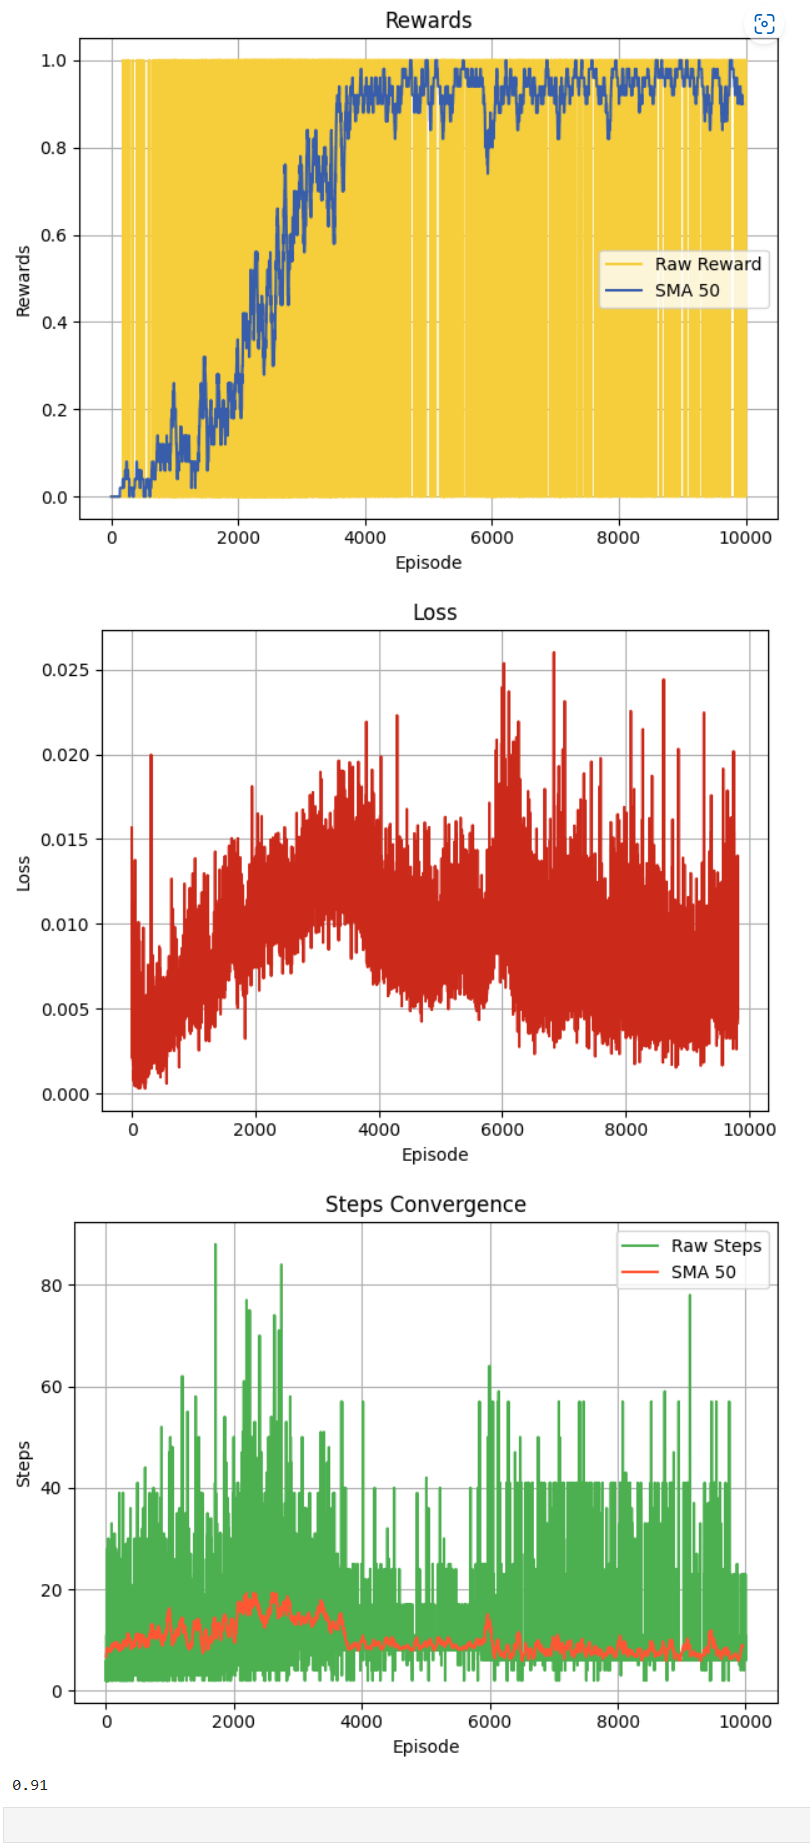 Rewards
1.0
0.8
0.6
0.4
0.2
0.0
Rewards
Raw Reward
SMA 50
0 2000 4000 6000 8000 10000
Episode
Loss
0.025
0.020
0.015
0.010
0.005
0.000
Loss
0 2000 4000 6000 8000 10000
Episode
Steps Convergence
Raw Steps
SMA 50
80
60
40
20
0
Steps
0 2000 4000 6000 8000 10000
Episode
0.91